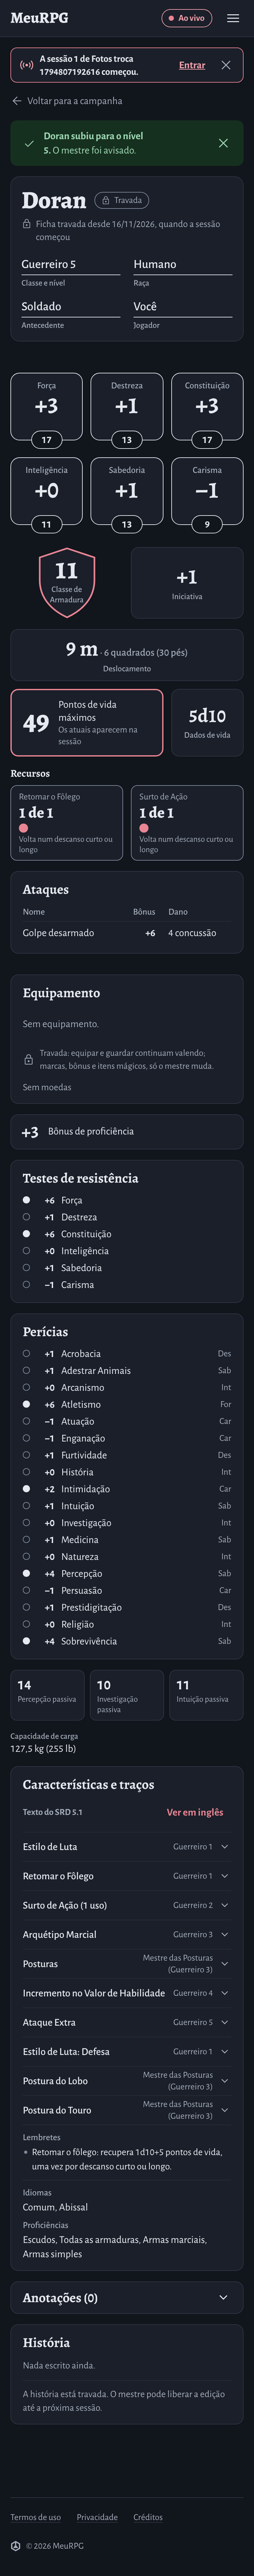 MeuRPG
Ao vivo
A sessão 1 de Fotos troca
1794807192616 começou.
Entrar
Voltar para a campanha
Doran subiu para o nível
5. O mestre foi avisado.
Doran
Travada
Ficha travada desde 16/11/2026, quando a sessão
começou
Guerreiro 5
Humano
Classe e nível
Raça
Soldado
Você
Antecedente
Jogador
Força
Destreza
Constituição
+3
+1
+3
17
13
17
Inteligência
Sabedoria
Carisma
+0
+1
−1
11
13
9
11
Classe de
Armadura
+1
Iniciativa
9 m · 6 quadrados (30 pés)
Deslocamento
49
Pontos de vida
máximos
Os atuais aparecem na
sessão
5d10
Dados de vida
Recursos
Retomar o Fôlego
1 de 1
Volta num descanso curto ou
longo
Surto de Ação
1 de 1
Volta num descanso curto ou
longo
Ataques
Nome
Bônus
Dano
Golpe desarmado
+6
4 concussão
Equipamento
Sem equipamento.
Travada: equipar e guardar continuam valendo;
marcas, bônus e itens mágicos, só o mestre muda.
Sem moedas
+3 Bônus de proficiência
Testes de resistência
+6 Força
+1 Destreza
+6 Constituição
+0 Inteligência
+1 Sabedoria
−1 Carisma
Perícias
+1 Acrobacia Des
+1 Adestrar Animais Sab
+0 Arcanismo Int
+6 Atletismo For
−1 Atuação Car
−1 Enganação Car
+1 Furtividade Des
+0 História Int
+2 Intimidação Car
+1 Intuição Sab
+0 Investigação Int
+1 Medicina Sab
+0 Natureza Int
+4 Percepção Sab
−1 Persuasão Car
+1 Prestidigitação Des
+0 Religião Int
+4 Sobrevivência Sab
14
Percepção passiva
10
Investigação
passiva
11
Intuição passiva
Capacidade de carga
127,5 kg (255 lb)
Características e traços
Texto do SRD 5.1
Ver em inglês
Estilo de Luta Guerreiro 1
Retomar o Fôlego Guerreiro 1
Surto de Ação (1 uso) Guerreiro 2
Arquétipo Marcial Guerreiro 3
Posturas Mestre das Posturas
(Guerreiro 3)
Incremento no Valor de Habilidade Guerreiro 4
Ataque Extra Guerreiro 5
Estilo de Luta: Defesa Guerreiro 1
Postura do Lobo Mestre das Posturas
(Guerreiro 3)
Postura do Touro Mestre das Posturas
(Guerreiro 3)
Lembretes
Retomar o fôlego: recupera 1d10+5 pontos de vida,
uma vez por descanso curto ou longo.
Idiomas
Comum, Abissal
Proficiências
Escudos, Todas as armaduras, Armas marciais,
Armas simples
Anotações (0)
História
Nada escrito ainda.
A história está travada. O mestre pode liberar a edição
até a próxima sessão.
Termos de uso
Privacidade
Créditos
© 2026 MeuRPG